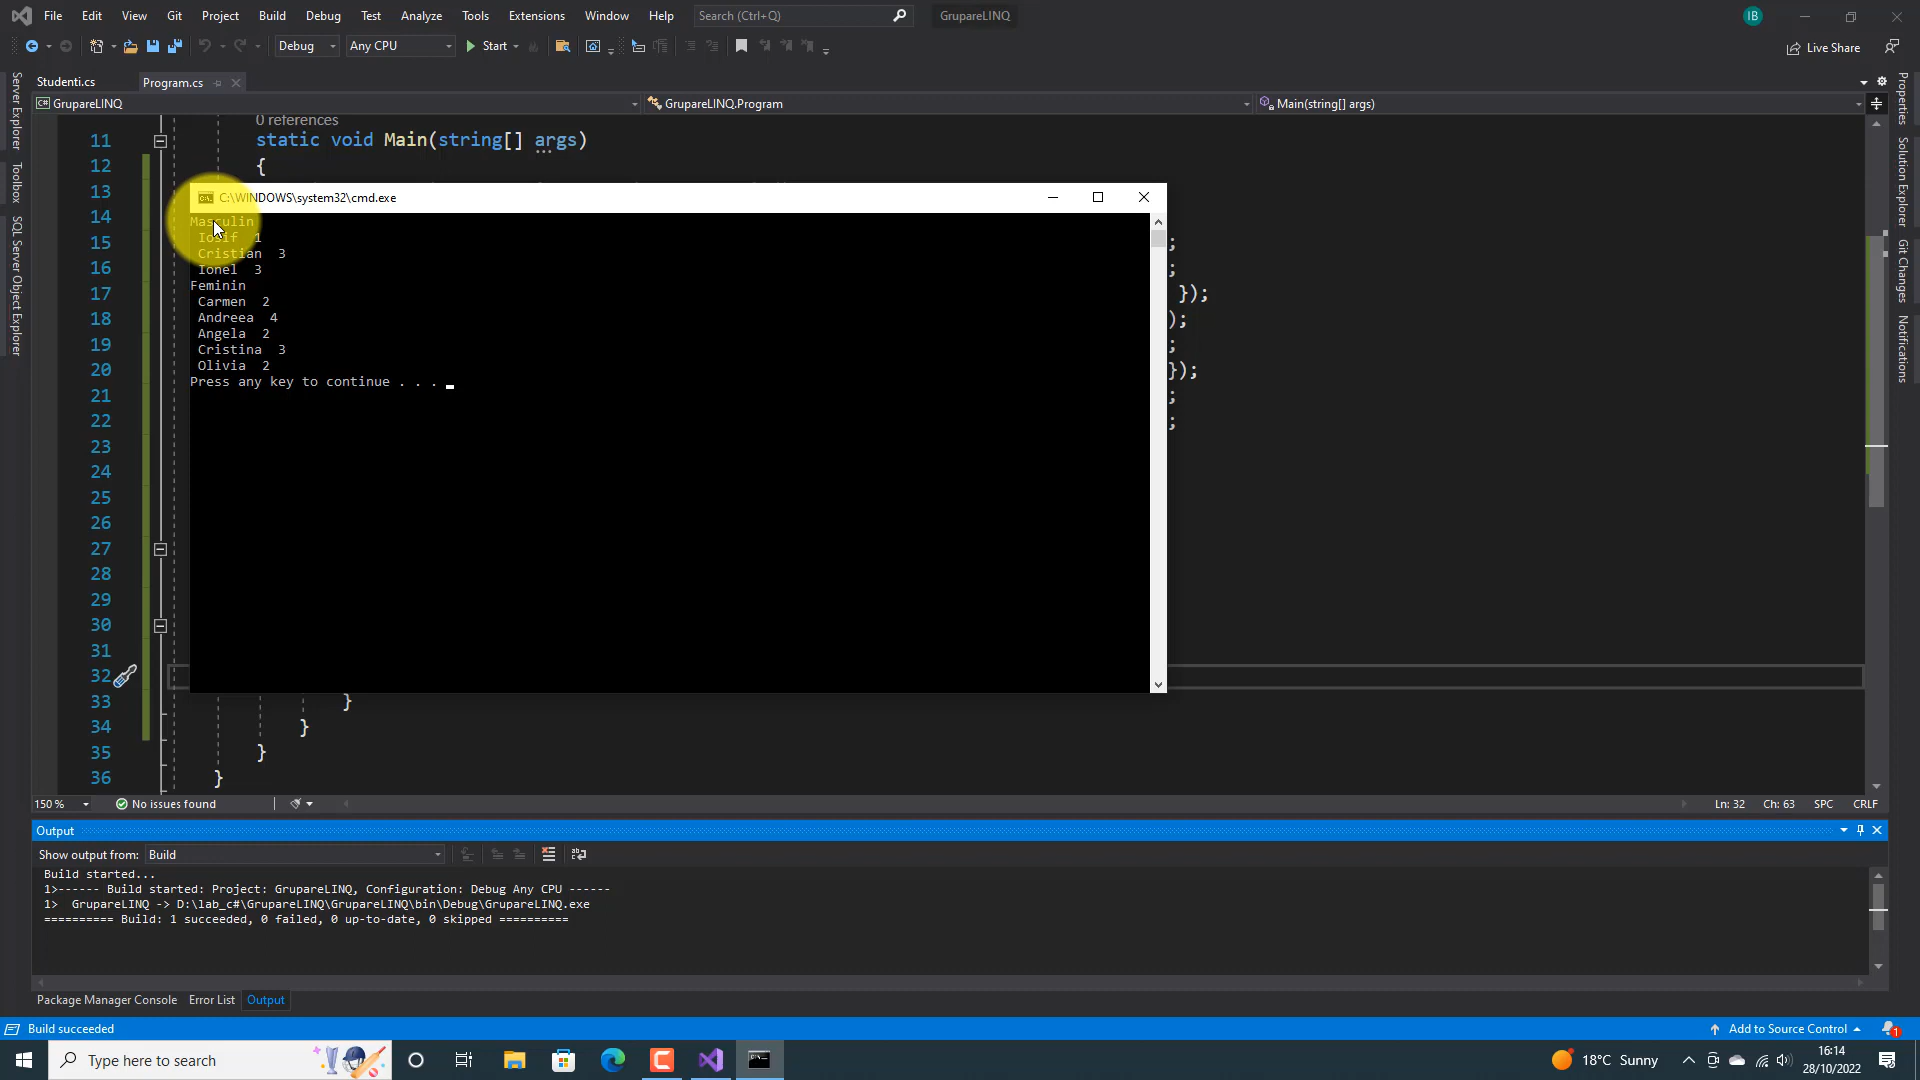 File Edit View Git Project Build Debug Test Analyze Tools Extensions Window Help Search (Ctrl+Q) GrupareLINQ IB
Debug Any CPU Start Live Share
Studenti.cs Program.cs
GrupareLINQ GrupareLINQ.Program Main(string[] args)
Server Explorer
Toolbox
SQL Server Object Explorer
Properties
Solution Explorer
Git Changes
Notifications
0 references
11 static void Main(string[] args)
12 {
13
14
15 ;
16 ;
17 });
18 );
19 ;
20 });
21 ;
22 ;
23
24
25
26
27
28
29
30
31
32
33 }
34 }
35 }
36 }
C:\WINDOWS\system32\cmd.exe
Masculin
Iosif 1
Cristian 3
Ionel 3
Feminin
Carmen 2
Andreea 4
Angela 2
Cristina 3
Olivia 2
Press any key to continue . . .
150 % No issues found Ln: 32 Ch: 63 SPC CRLF
Output
Show output from: Build
Build started...
1>------ Build started: Project: GrupareLINQ, Configuration: Debug Any CPU ------
1> GrupareLINQ -> D:\lab_c#\GrupareLINQ\GrupareLINQ\bin\Debug\GrupareLINQ.exe
========== Build: 1 succeeded, 0 failed, 0 up-to-date, 0 skipped ==========
Package Manager Console Error List Output
Build succeeded Add to Source Control 1
Type here to search 18°C Sunny 16:14
28/10/2022